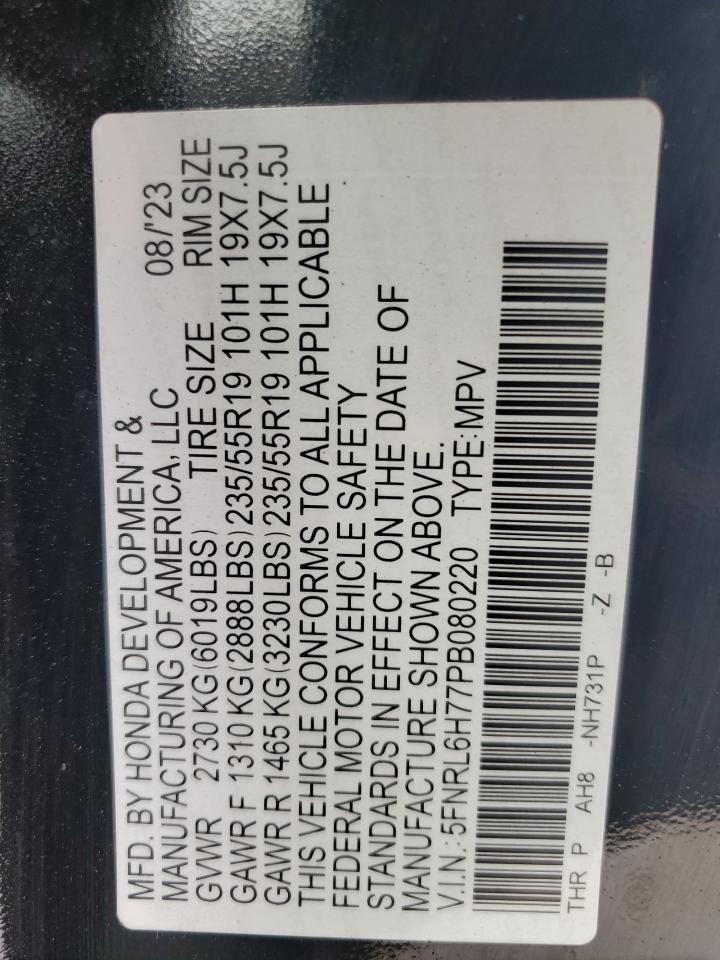 MFD. BY HONDA DEVELOPMENT &
MANUFACTURING OF AMERICA, LLC 08/'23
GVWR 2730 KG(6019LBS) TIRE SIZE RIM SIZE
GAWR F 1310 KG(2888LBS)235/55R19 101H 19X7.5J
GAWR R 1465 KG(3230LBS)235/55R19 101H 19X7.5J
THIS VEHICLE CONFORMS TO ALL APPLICABLE
FEDERAL MOTOR VEHICLE SAFETY
STANDARDS IN EFFECT ON THE DATE OF
MANUFACTURE SHOWN ABOVE.
V.I.N.:5FNRL6H77PB080220 TYPE:MPV
THR P AH8 -NH731P -Z -B